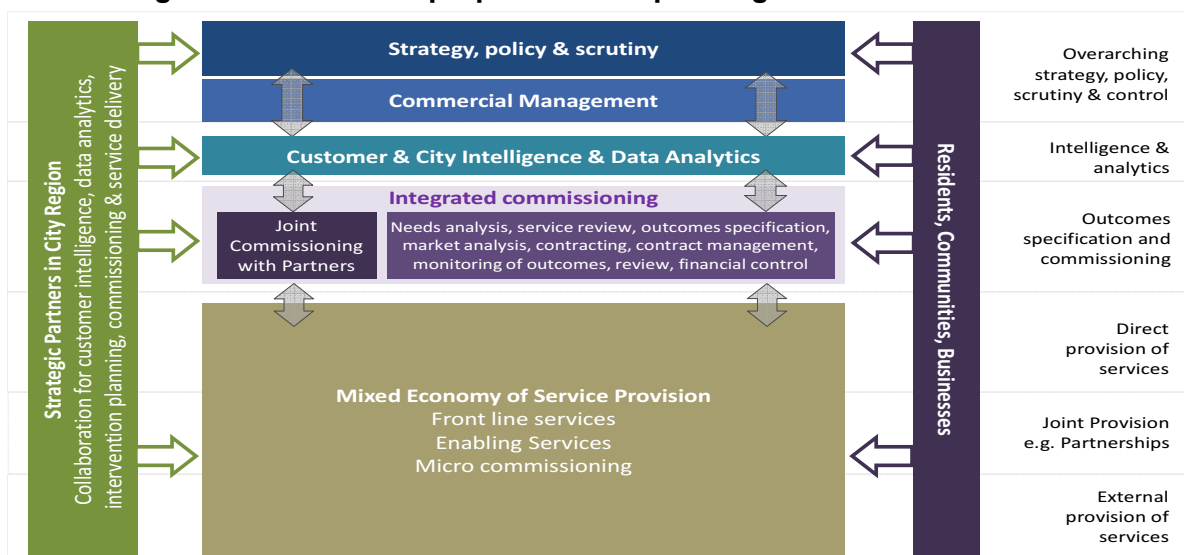 Strategic Partners in City Region
Collaboration for customer intelligence, data analytics,
intervention planning, commissioning & service delivery
Strategy, policy & scrutiny
Commercial Management
Customer & City Intelligence & Data Analytics
Integrated commissioning
Joint
Commissioning
with Partners
Needs analysis, service review, outcomes specification,
market analysis, contracting, contract management,
monitoring of outcomes, review, financial control
Mixed Economy of Service Provision
Front line services
Enabling Services
Micro commissioning
Residents, Communities, Businesses
Overarching
strategy, policy,
scrutiny & control
Intelligence &
analytics
Outcomes
specification and
commissioning
Direct
provision of
services
Joint Provision
e.g. Partnerships
External
provision of
services